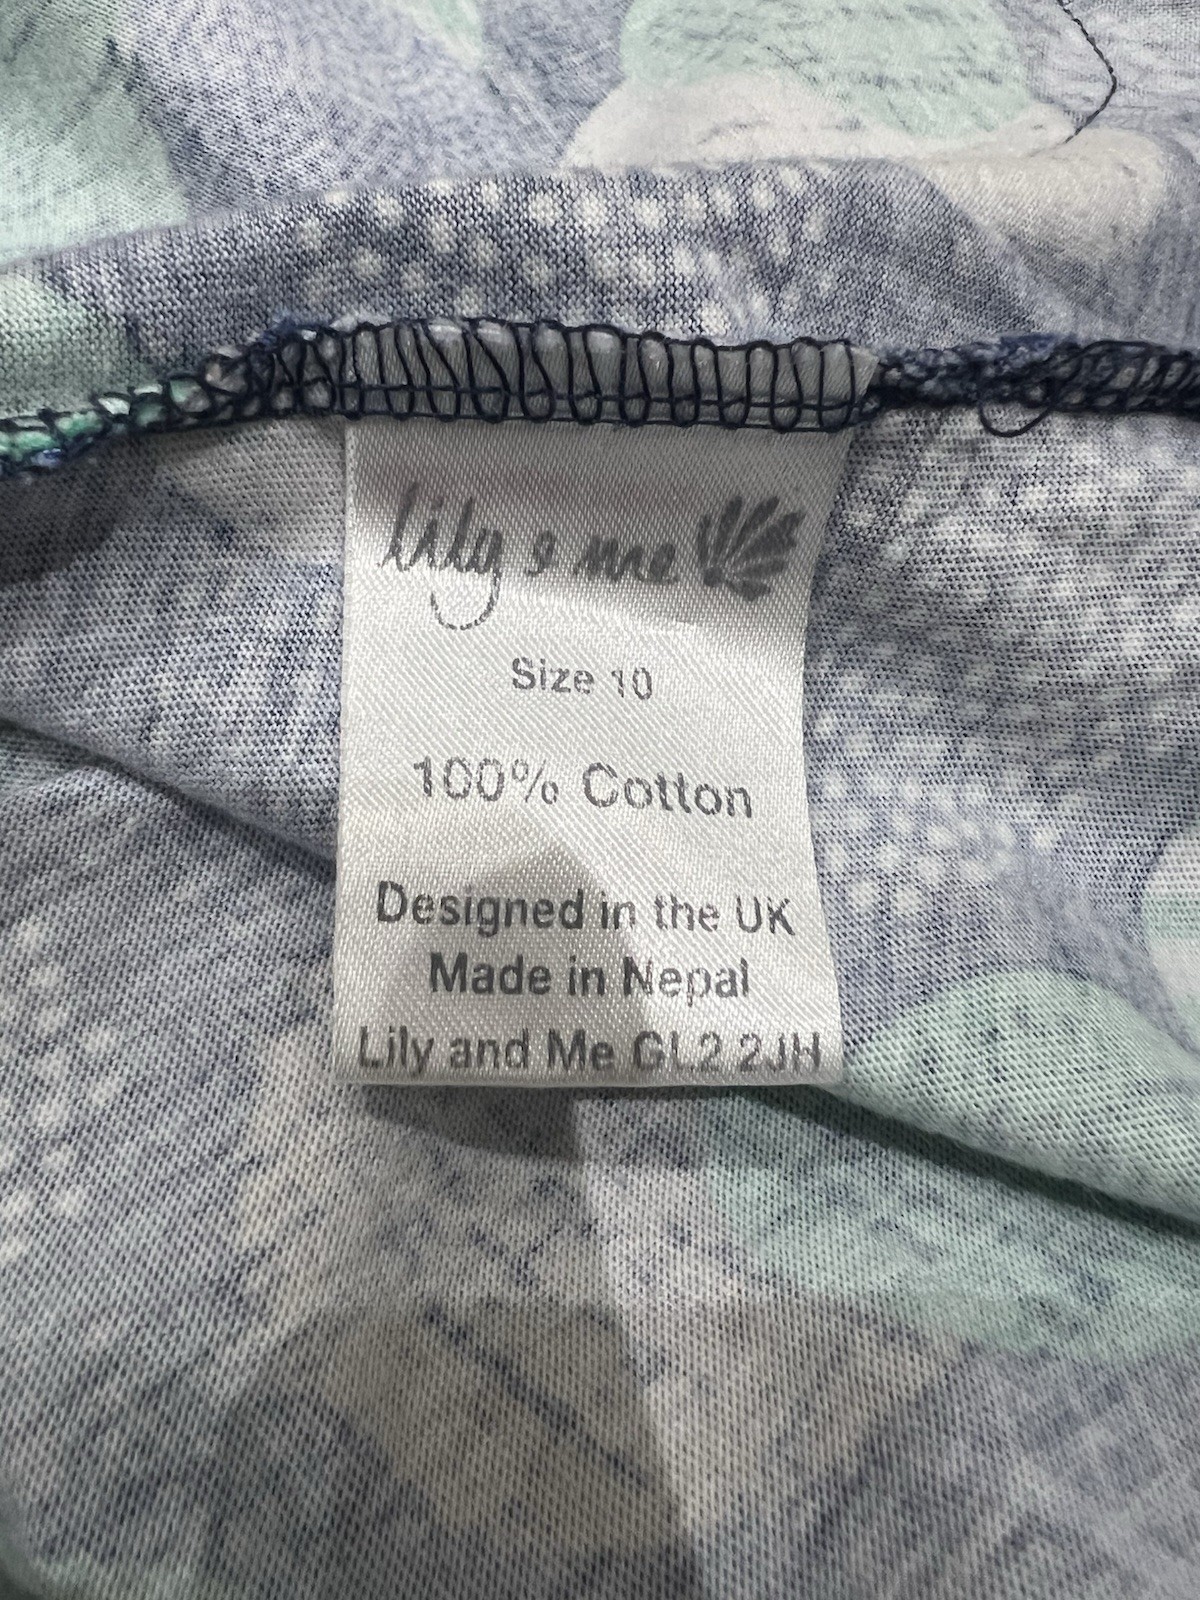 lily & me
Size 10
100% Cotton
Designed in the UK
Made in Nepal
Lily and Me GL2 2JH